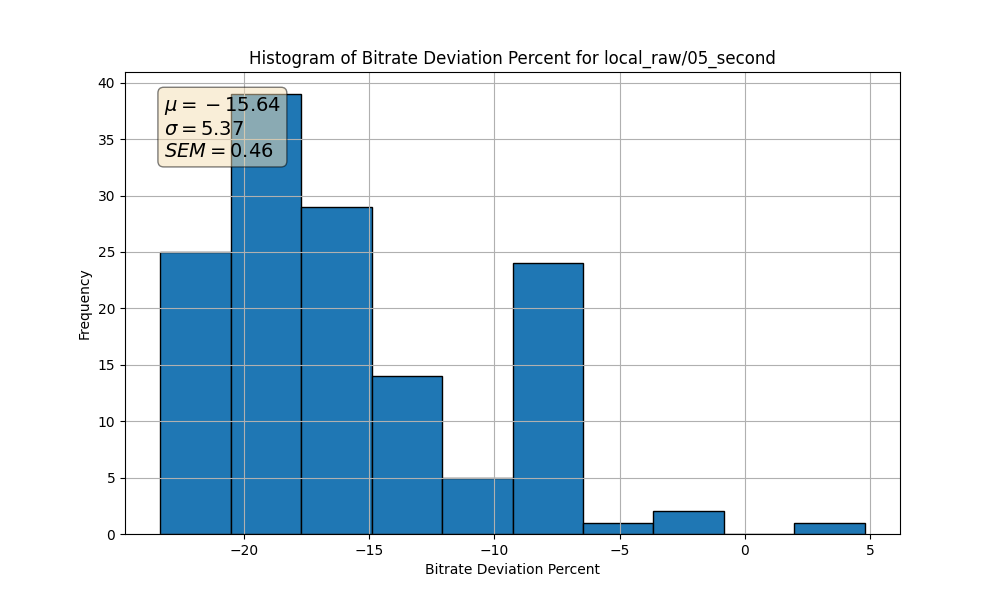 Histogram of Bitrate Deviation Percent for local_raw/05_second
μ = −15.64
σ = 5.37
SEM = 0.46
Frequency
40
35
30
25
20
15
10
5
0
−20 −15 −10 −5 0 5
Bitrate Deviation Percent